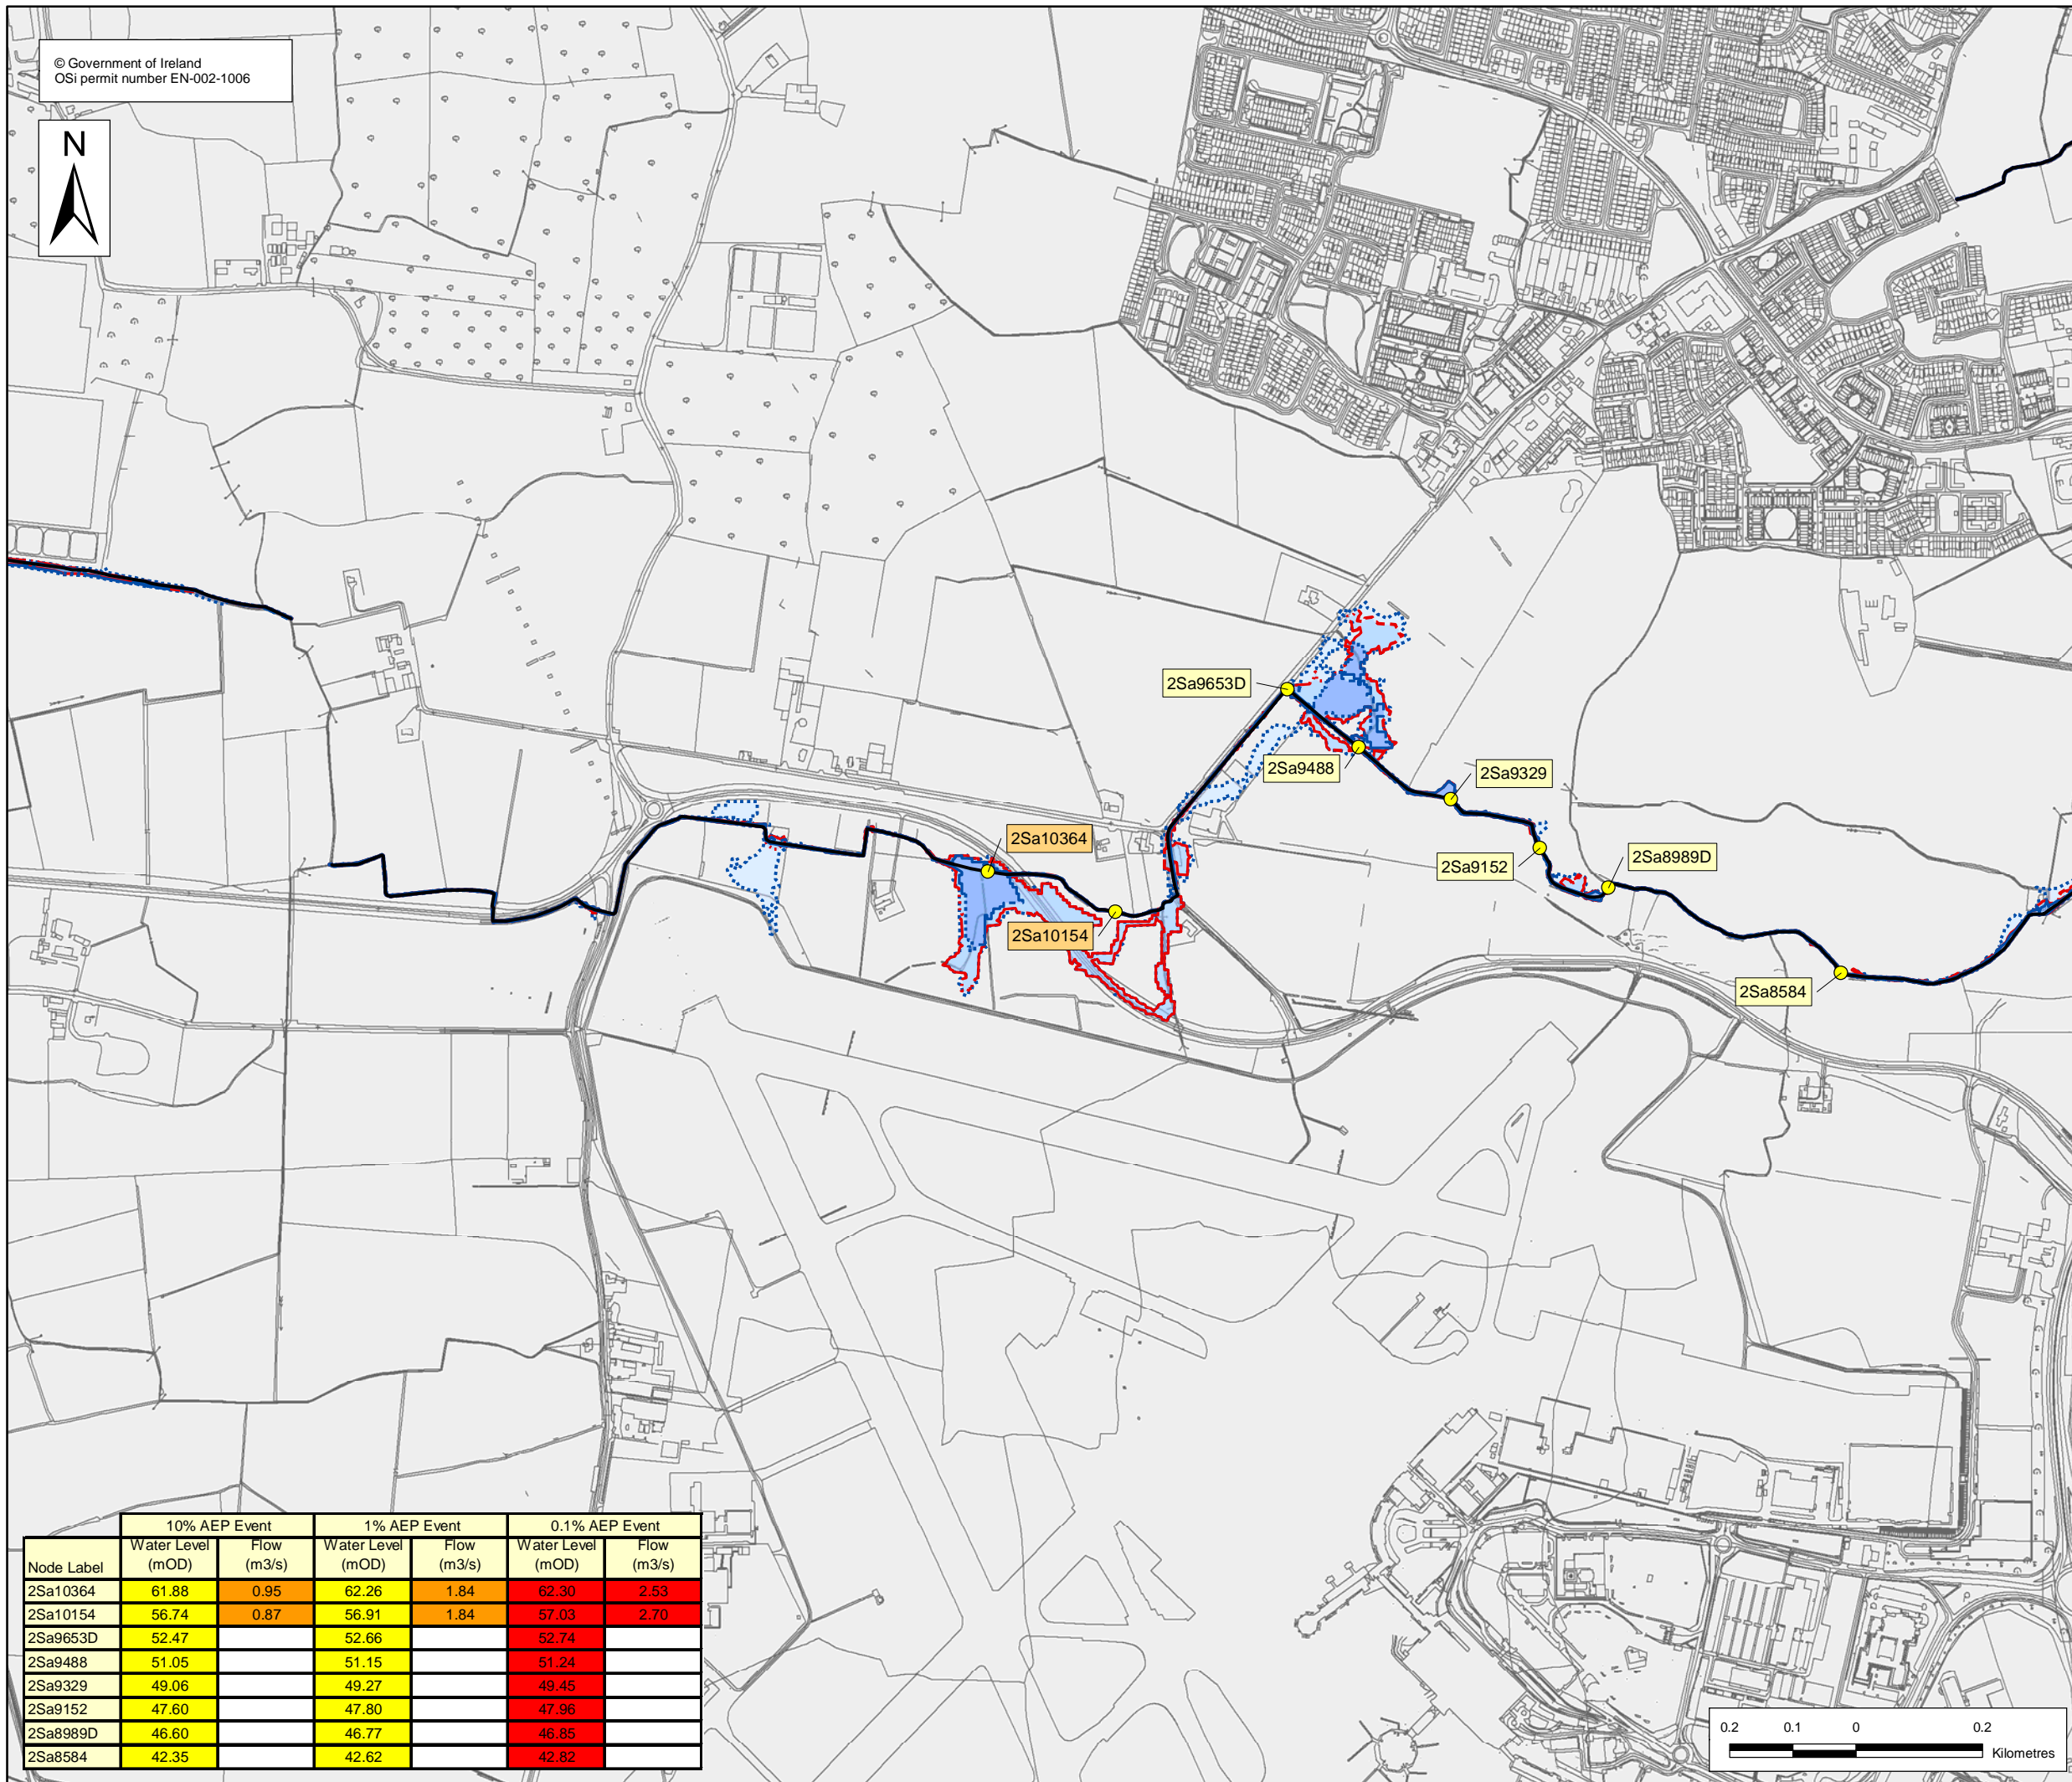 © Government of Ireland
OSi permit number EN-002-1006
N
2Sa9653D
2Sa9488
2Sa9329
2Sa10364
2Sa9152
2Sa8989D
2Sa10154
2Sa8584
10% AEP Event 1% AEP Event 0.1% AEP Event
Node Label Water Level (mOD) Flow (m3/s) Water Level (mOD) Flow (m3/s) Water Level (mOD) Flow (m3/s)
2Sa10364 61.88 0.95 62.26 1.84 62.30 2.53
2Sa10154 56.74 0.87 56.91 1.84 57.03 2.70
2Sa9653D 52.47 52.66 52.74
2Sa9488 51.05 51.15 51.24
2Sa9329 49.06 49.27 49.45
2Sa9152 47.60 47.80 47.96
2Sa8989D 46.60 46.77 46.85
2Sa8584 42.35 42.62 42.82
0.2 0.1 0 0.2
Kilometres